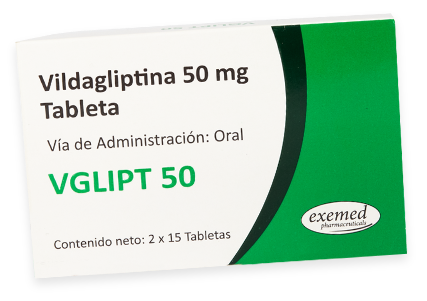 Vildagliptina 50 mg
Tableta
Vía de Administración: Oral
VGLIPT 50
exemed
pharmaceuticals
Contenido neto: 2 x 15 Tabletas